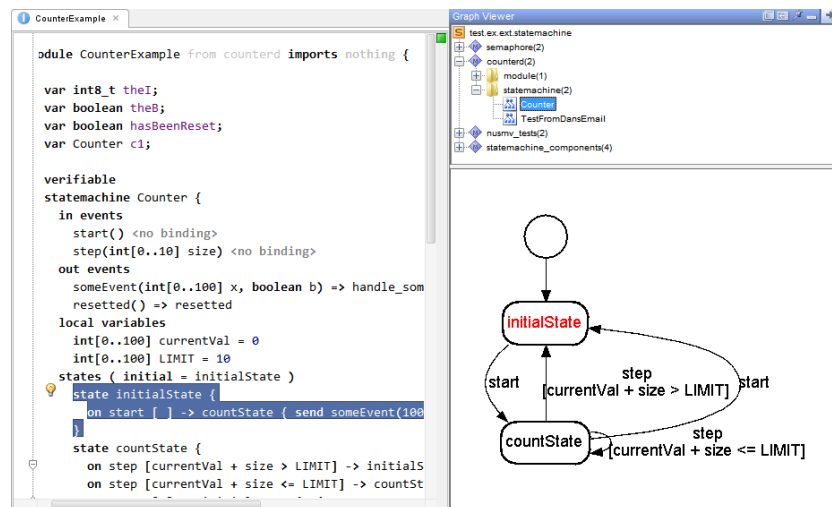 CounterExample
odule CounterExample from counterd imports nothing {
var int8_t theI;
var boolean theB;
var boolean hasBeenReset;
var Counter c1;
verifiable
statemachine Counter {
in events
start() <no binding>
step(int[0..10] size) <no binding>
out events
someEvent(int[0..100] x, boolean b) => handle_som
resetted() => resetted
local variables
int[0..100] currentVal = 0
int[0..100] LIMIT = 10
states ( initial = initialState )
state initialState {
on start [ ] -> countState { send someEvent(100
}
state countState {
on step [currentVal + size > LIMIT] -> initialS
on step [currentVal + size <= LIMIT] -> countSt
Graph Viewer
test.ex.ext.statemachine
semaphore(2)
counterd(2)
module(1)
statemachine(2)
Counter
TestFromDansEmail
nusmv_tests(2)
statemachine_components(4)
initialState
start
step
[currentVal + size > LIMIT]
start
countState
step
[currentVal + size <= LIMIT]